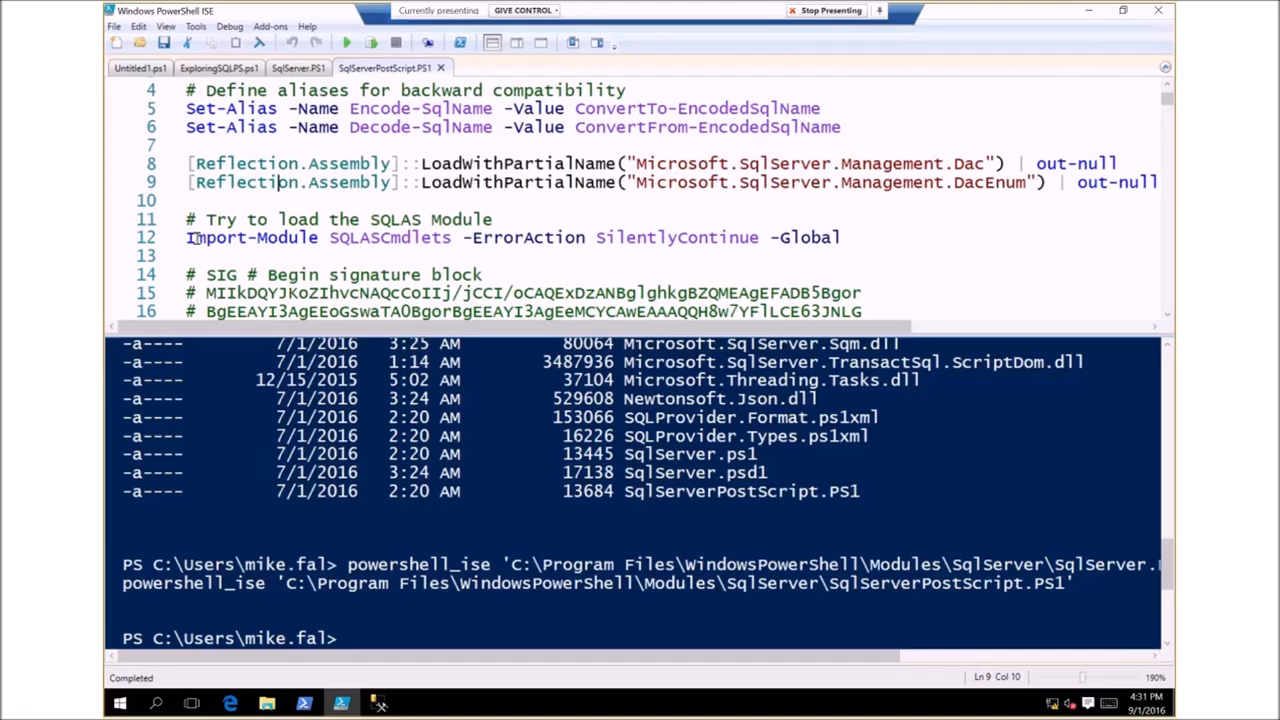 Windows PowerShell ISE
Currently presenting GIVE CONTROL Stop Presenting
File Edit View Tools Debug Add-ons Help
Untitled1.ps1 ExploringSQLPS.ps1 SqlServer.PS1 SqlServerPostScript.PS1 X
4 # Define aliases for backward compatibility
5 Set-Alias -Name Encode-SqlName -Value ConvertTo-EncodedSqlName
6 Set-Alias -Name Decode-SqlName -Value ConvertFrom-EncodedSqlName
7
8 [Reflection.Assembly]::LoadWithPartialName("Microsoft.SqlServer.Management.Dac") | out-null
9 [Reflection.Assembly]::LoadWithPartialName("Microsoft.SqlServer.Management.DacEnum") | out-null
10
11 # Try to load the SQLAS Module
12 Import-Module SQLASCmdlets -ErrorAction SilentlyContinue -Global
13
14 # SIG # Begin signature block
15 # MIIkDQYJKoZIhvcNAQcCoIIj/jCCI/oCAQExDzANBglghkgBZQMEAgEFADB5Bgor
16 # BgEEAYI3AgEEoGswaTA0BgorBgEEAYI3AgEeMCYCAwEAAAQQH8w7YFlLCE63JNLG
-a---- 7/1/2016 3:25 AM 80064 Microsoft.SqlServer.Sqm.dll
-a---- 7/1/2016 1:14 AM 3487936 Microsoft.SqlServer.TransactSql.ScriptDom.dll
-a---- 12/15/2015 5:02 AM 37104 Microsoft.Threading.Tasks.dll
-a---- 7/1/2016 3:24 AM 529608 Newtonsoft.Json.dll
-a---- 7/1/2016 2:20 AM 153066 SQLProvider.Format.ps1xml
-a---- 7/1/2016 2:20 AM 16226 SQLProvider.Types.ps1xml
-a---- 7/1/2016 2:20 AM 13445 SqlServer.ps1
-a---- 7/1/2016 3:24 AM 17138 SqlServer.psd1
-a---- 7/1/2016 2:20 AM 13684 SqlServerPostScript.PS1
PS C:\Users\mike.fal> powershell_ise 'C:\Program Files\WindowsPowerShell\Modules\SqlServer\SqlServer.
powershell_ise 'C:\Program Files\WindowsPowerShell\Modules\SqlServer\SqlServerPostScript.PS1'
PS C:\Users\mike.fal>
Completed Ln 9 Col 10 190%
4:31 PM
9/1/2016